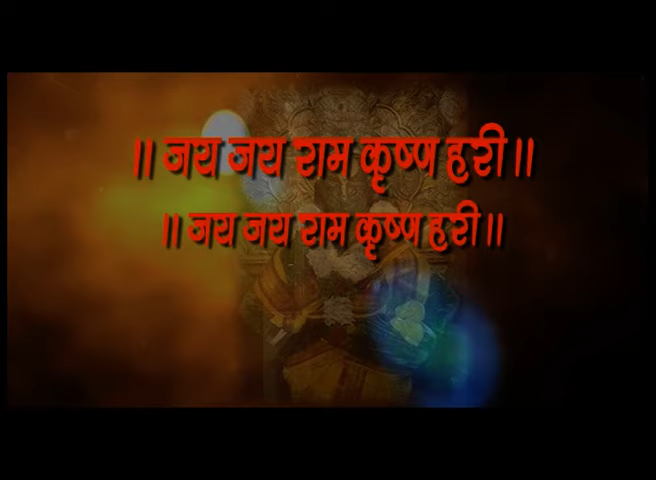 ॥ जय जय राम कृष्ण हरी ॥
॥ जय जय राम कृष्ण हरी ॥